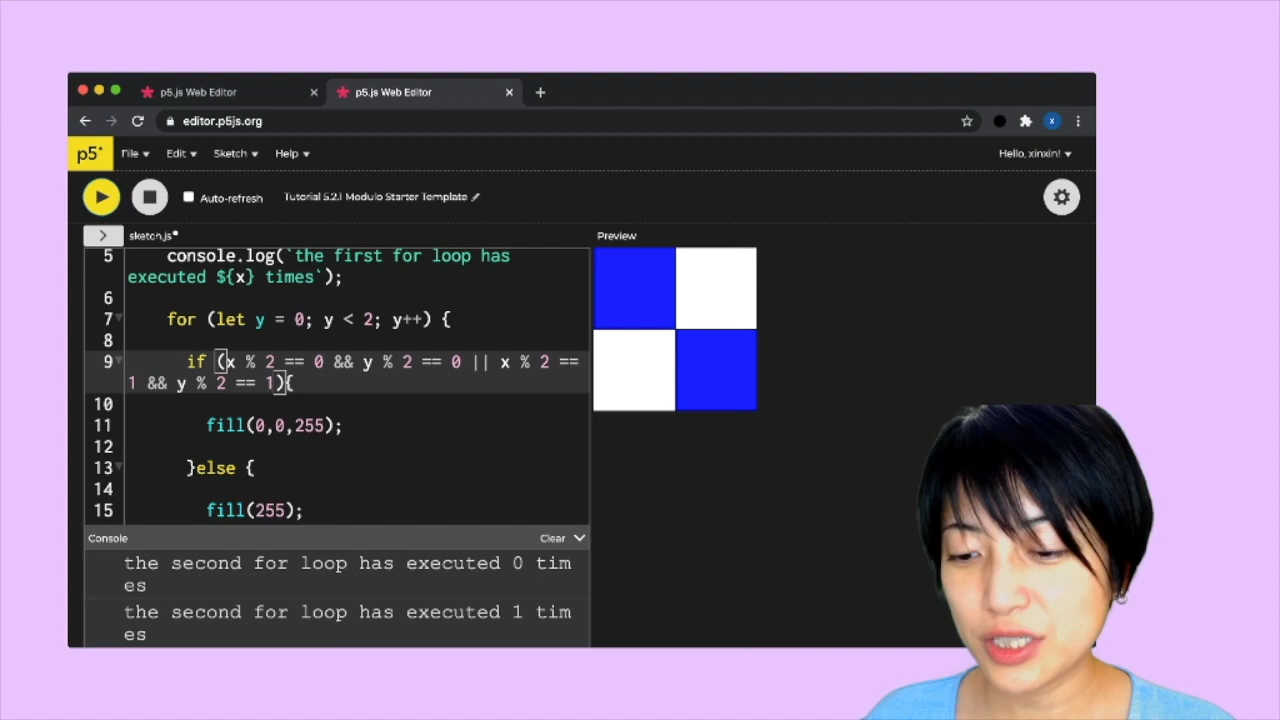 p5.js Web Editor
p5.js Web Editor
editor.p5js.org
X
p5*
File Edit Sketch Help
Hello, xinxin!
Auto-refresh
Tutorial 5.2.1 Modulo Starter Template
sketch.js
Preview
5 console.log(`the first for loop has
executed ${x} times`);
6
7 for (let y = 0; y < 2; y++) {
8
9 if (x % 2 == 0 && y % 2 == 0 || x % 2 ==
1 && y % 2 == 1){
10
11 fill(0,0,255);
12
13 }else {
14
15 fill(255);
Console
Clear
the second for loop has executed 0 tim
es
the second for loop has executed 1 tim
es